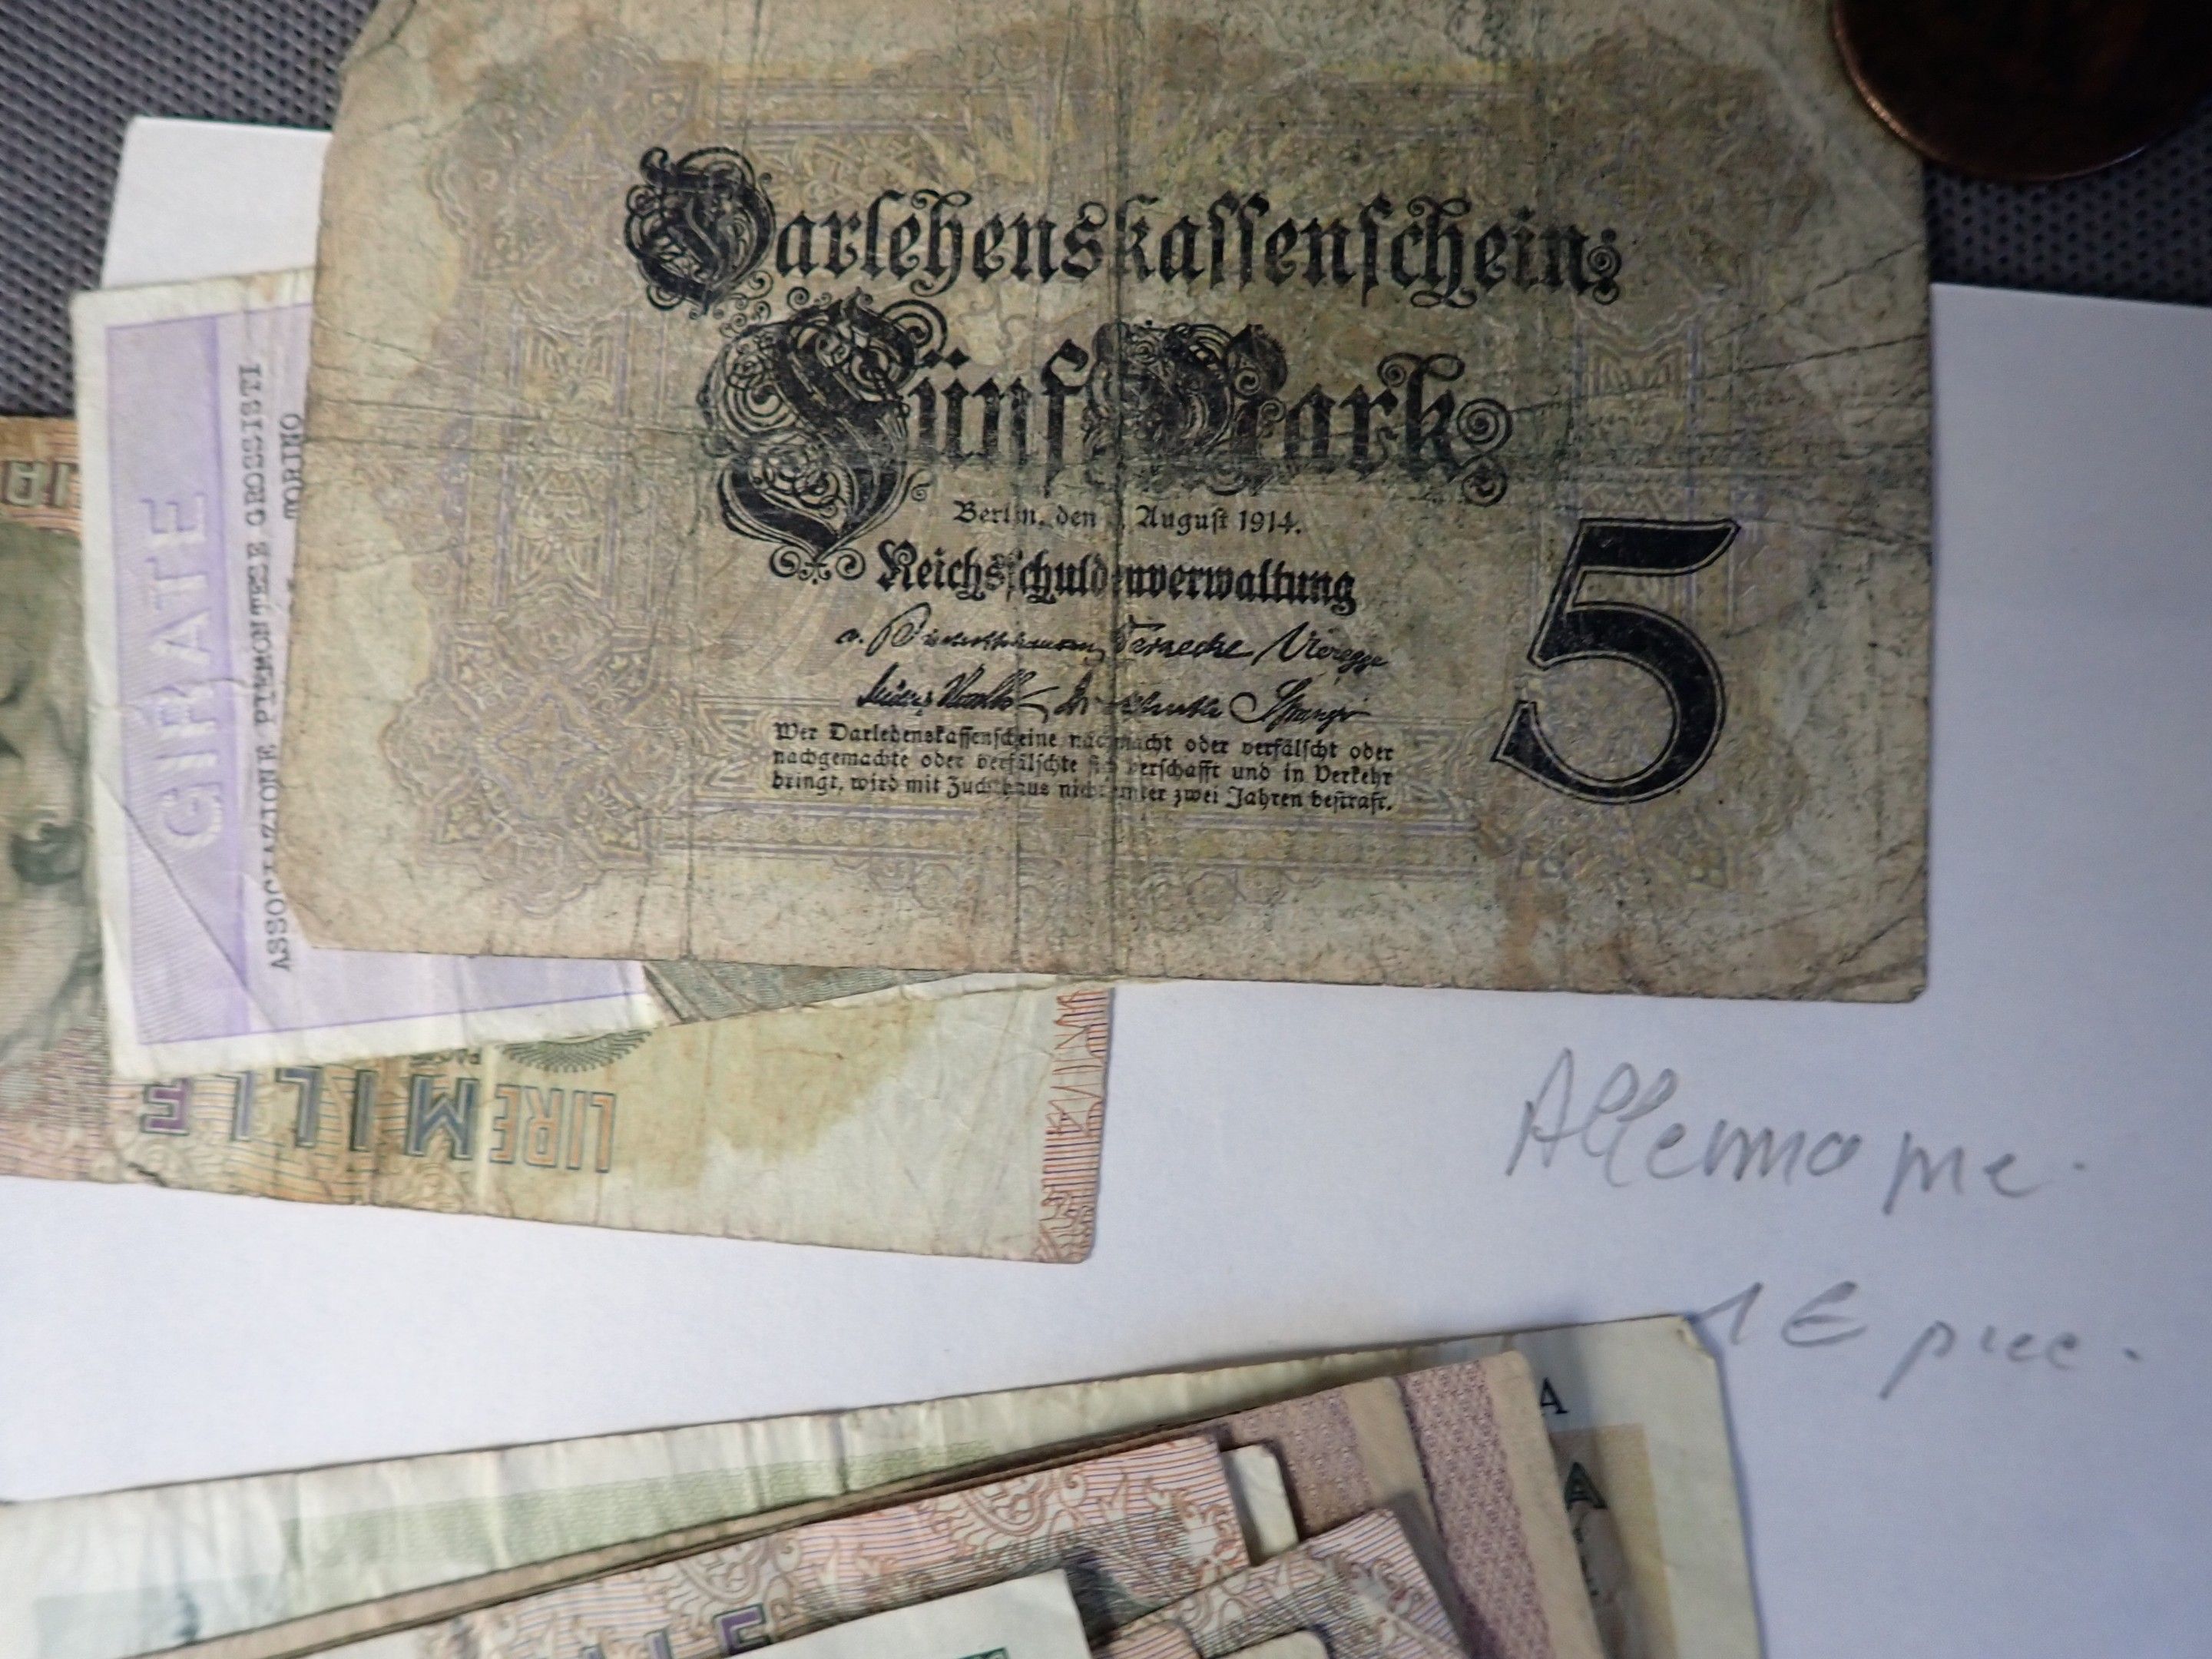 Darlehenskassenschein
Fünf Mark
Berlin, den August 1914.
Reichsschuldenverwaltung
5
Wer Darlehenskassenscheine nachmacht oder verfälscht oder
nachgemachte oder verfälschte sich verschafft und in Verkehr
bringt, wird mit Zuchthaus nicht unter zwei Jahren bestraft.
GIRATE
TORINO
ASSOCIAZIONE PIEMONTESE
LIRE MILLE
Allemagne.
1 € piece.
A
A